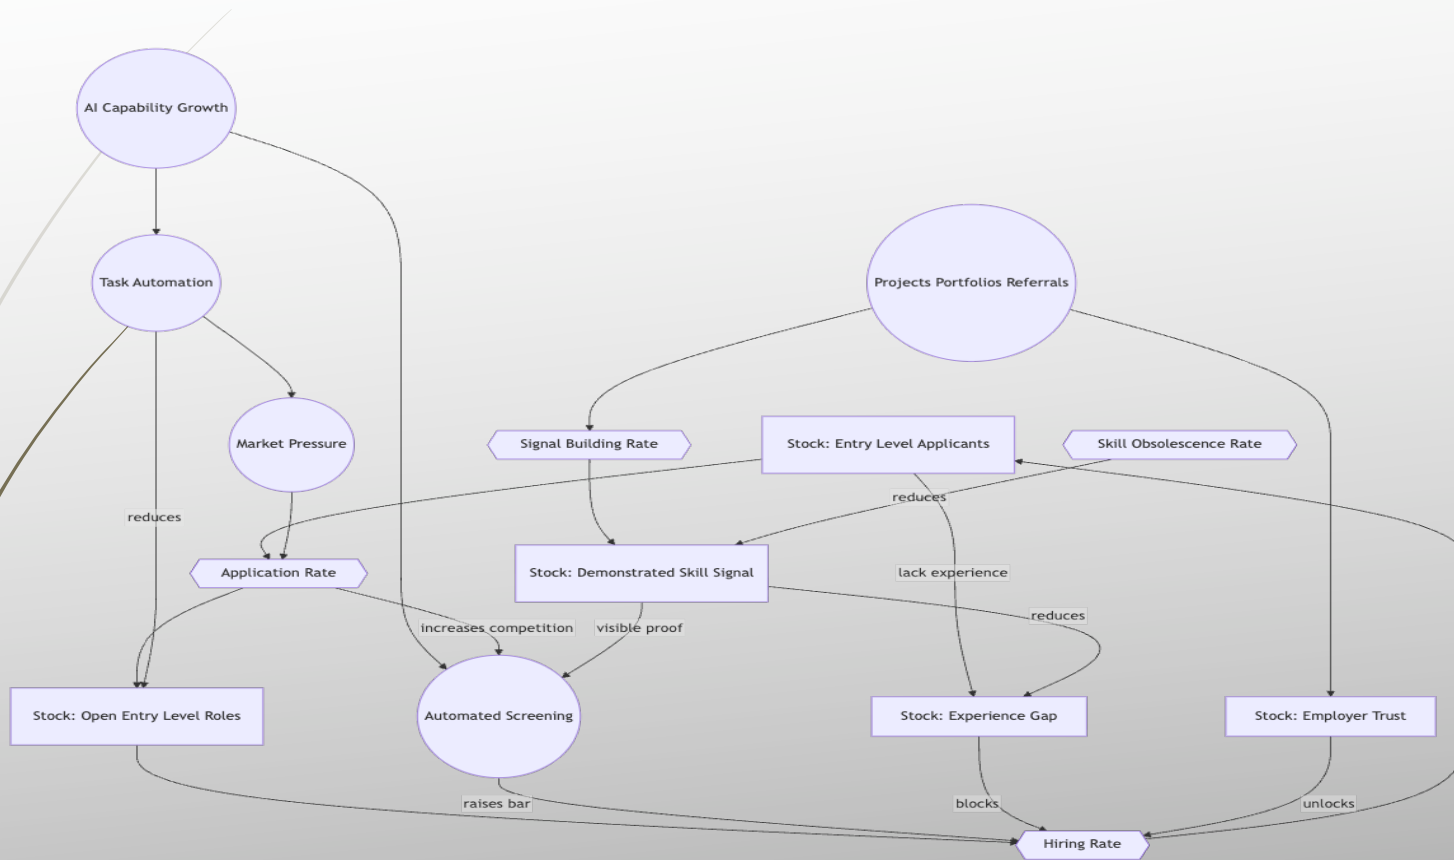 AI Capability Growth
Task Automation
Projects Portfolios Referrals
Market Pressure
Signal Building Rate
Stock: Entry Level Applicants
Skill Obsolescence Rate
reduces
reduces
Application Rate
Stock: Demonstrated Skill Signal
lack experience
reduces
increases competition
visible proof
Stock: Open Entry Level Roles
Automated Screening
Stock: Experience Gap
Stock: Employer Trust
raises bar
blocks
unlocks
Hiring Rate